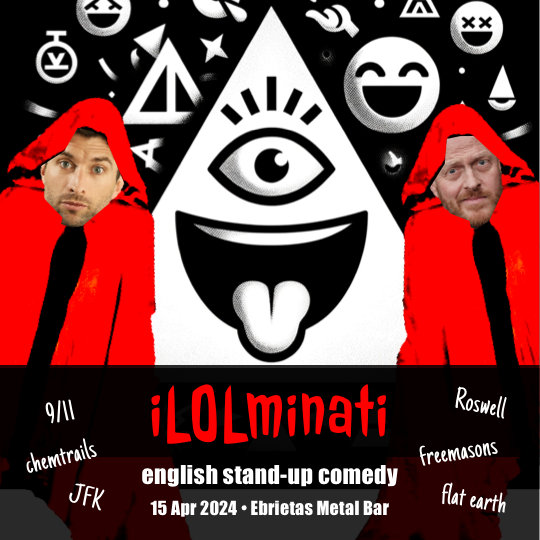 9/11
chemtrails
JFK
iLOLminati
english stand-up comedy
15 Apr 2024 • Ebrietas Metal Bar
Roswell
freemasons
flat earth